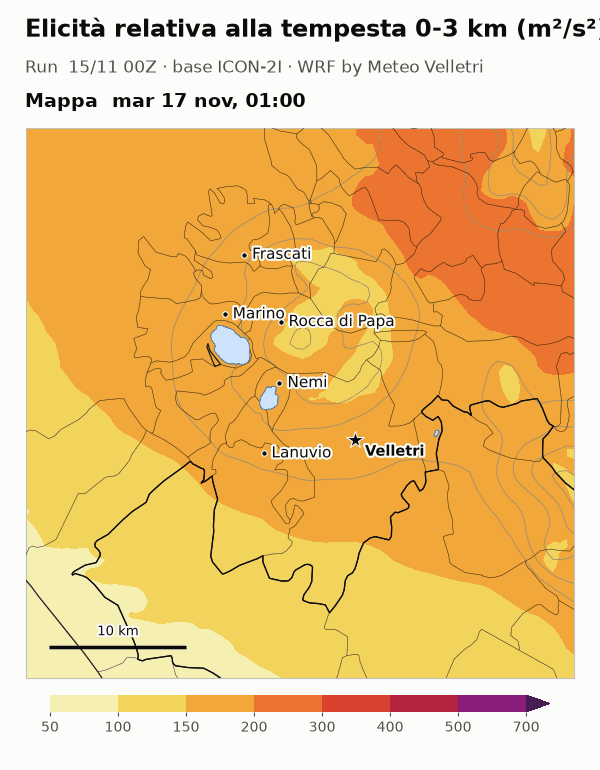 Elicità relativa alla tempesta 0-3 km (m²/s²)
Run 15/11 00Z · base ICON-2I · WRF by Meteo Velletri
Mappa mar 17 nov, 01:00
Frascati
Marino
Rocca di Papa
Nemi
Velletri
Lanuvio
10 km
50 100 150 200 300 400 500 700